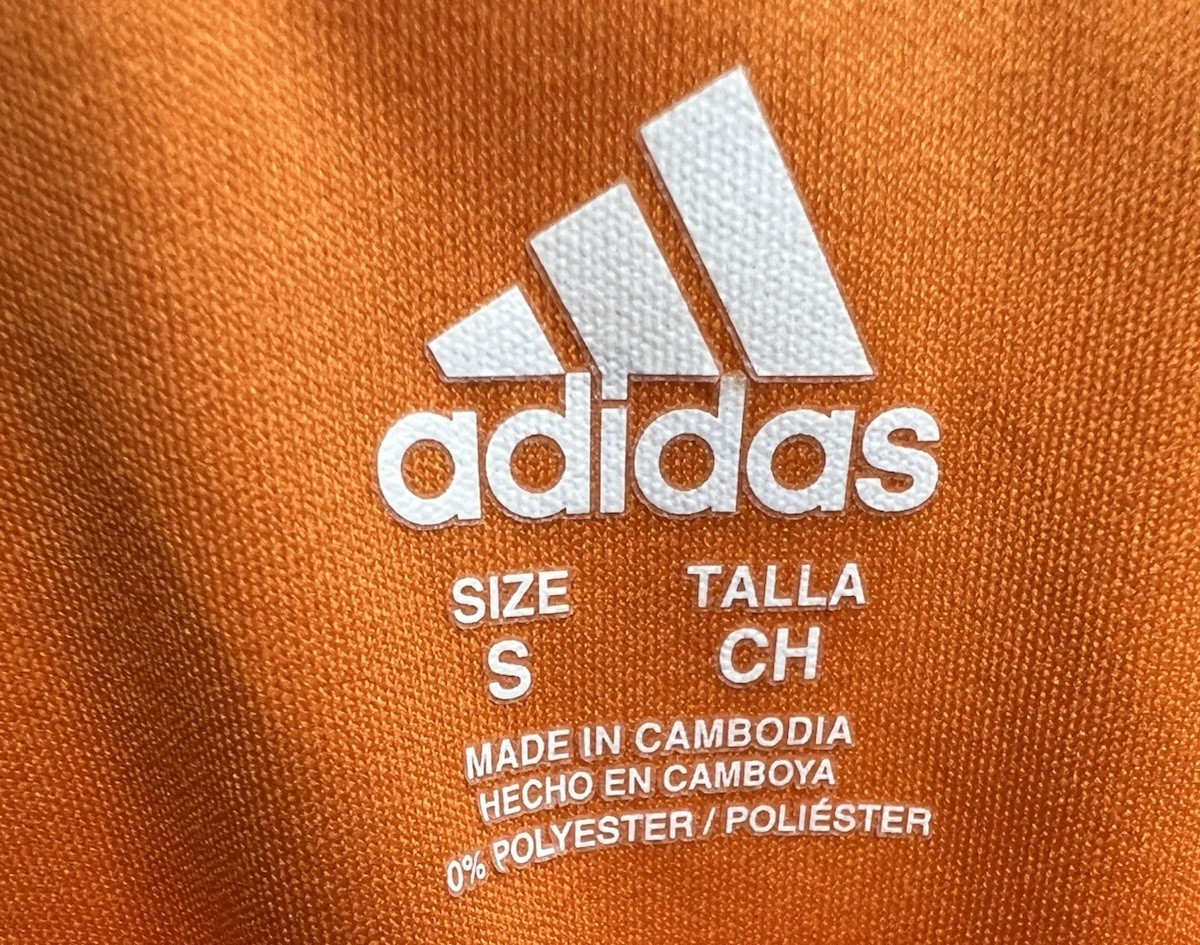 adidas
SIZE TALLA
S CH
MADE IN CAMBODIA
HECHO EN CAMBOYA
0% POLYESTER / POLIÉSTER